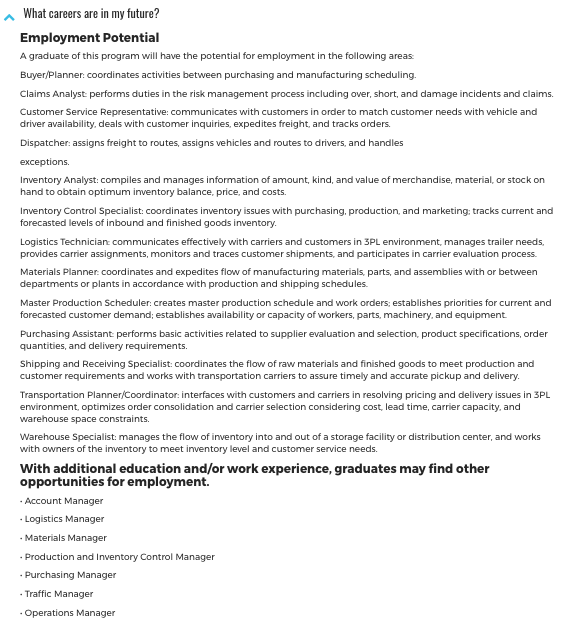 What careers are in my future?
Employment Potential
A graduate of this program will have the potential for employment in the following areas:
Buyer/Planner: coordinates activities between purchasing and manufacturing scheduling.
Claims Analyst: performs duties in the risk management process including over, short, and damage incidents and claims.
Customer Service Representative: communicates with customers in order to match customer needs with vehicle and
driver availability, deals with customer inquiries, expedites freight, and tracks orders.
Dispatcher: assigns freight to routes, assigns vehicles and routes to drivers, and handles
exceptions.
Inventory Analyst: compiles and manages information of amount, kind, and value of merchandise, material, or stock on
hand to obtain optimum inventory balance, price, and costs.
Inventory Control Specialist: coordinates inventory issues with purchasing, production, and marketing; tracks current and
forecasted levels of inbound and finished goods inventory.
Logistics Technician: communicates effectively with carriers and customers in 3PL environment, manages trailer needs,
provides carrier assignments, monitors and traces customer shipments, and participates in carrier evaluation process.
Materials Planner: coordinates and expedites flow of manufacturing materials, parts, and assemblies with or between
departments or plants in accordance with production and shipping schedules.
Master Production Scheduler: creates master production schedule and work orders; establishes priorities for current and
forecasted customer demand; establishes availability or capacity of workers, parts, machinery, and equipment.
Purchasing Assistant: performs basic activities related to supplier evaluation and selection, product specifications, order
quantities, and delivery requirements.
Shipping and Receiving Specialist: coordinates the flow of raw materials and finished goods to meet production and
customer requirements and works with transportation carriers to assure timely and accurate pickup and delivery.
Transportation Planner/Coordinator: interfaces with customers and carriers in resolving pricing and delivery issues in 3PL
environment, optimizes order consolidation and carrier selection considering cost, lead time, carrier capacity, and
warehouse space constraints.
Warehouse Specialist: manages the flow of inventory into and out of a storage facility or distribution center, and works
with owners of the inventory to meet inventory level and customer service needs.
With additional education and/or work experience, graduates may find other
opportunities for employment.
• Account Manager
• Logistics Manager
• Materials Manager
• Production and Inventory Control Manager
• Purchasing Manager
• Traffic Manager
• Operations Manager